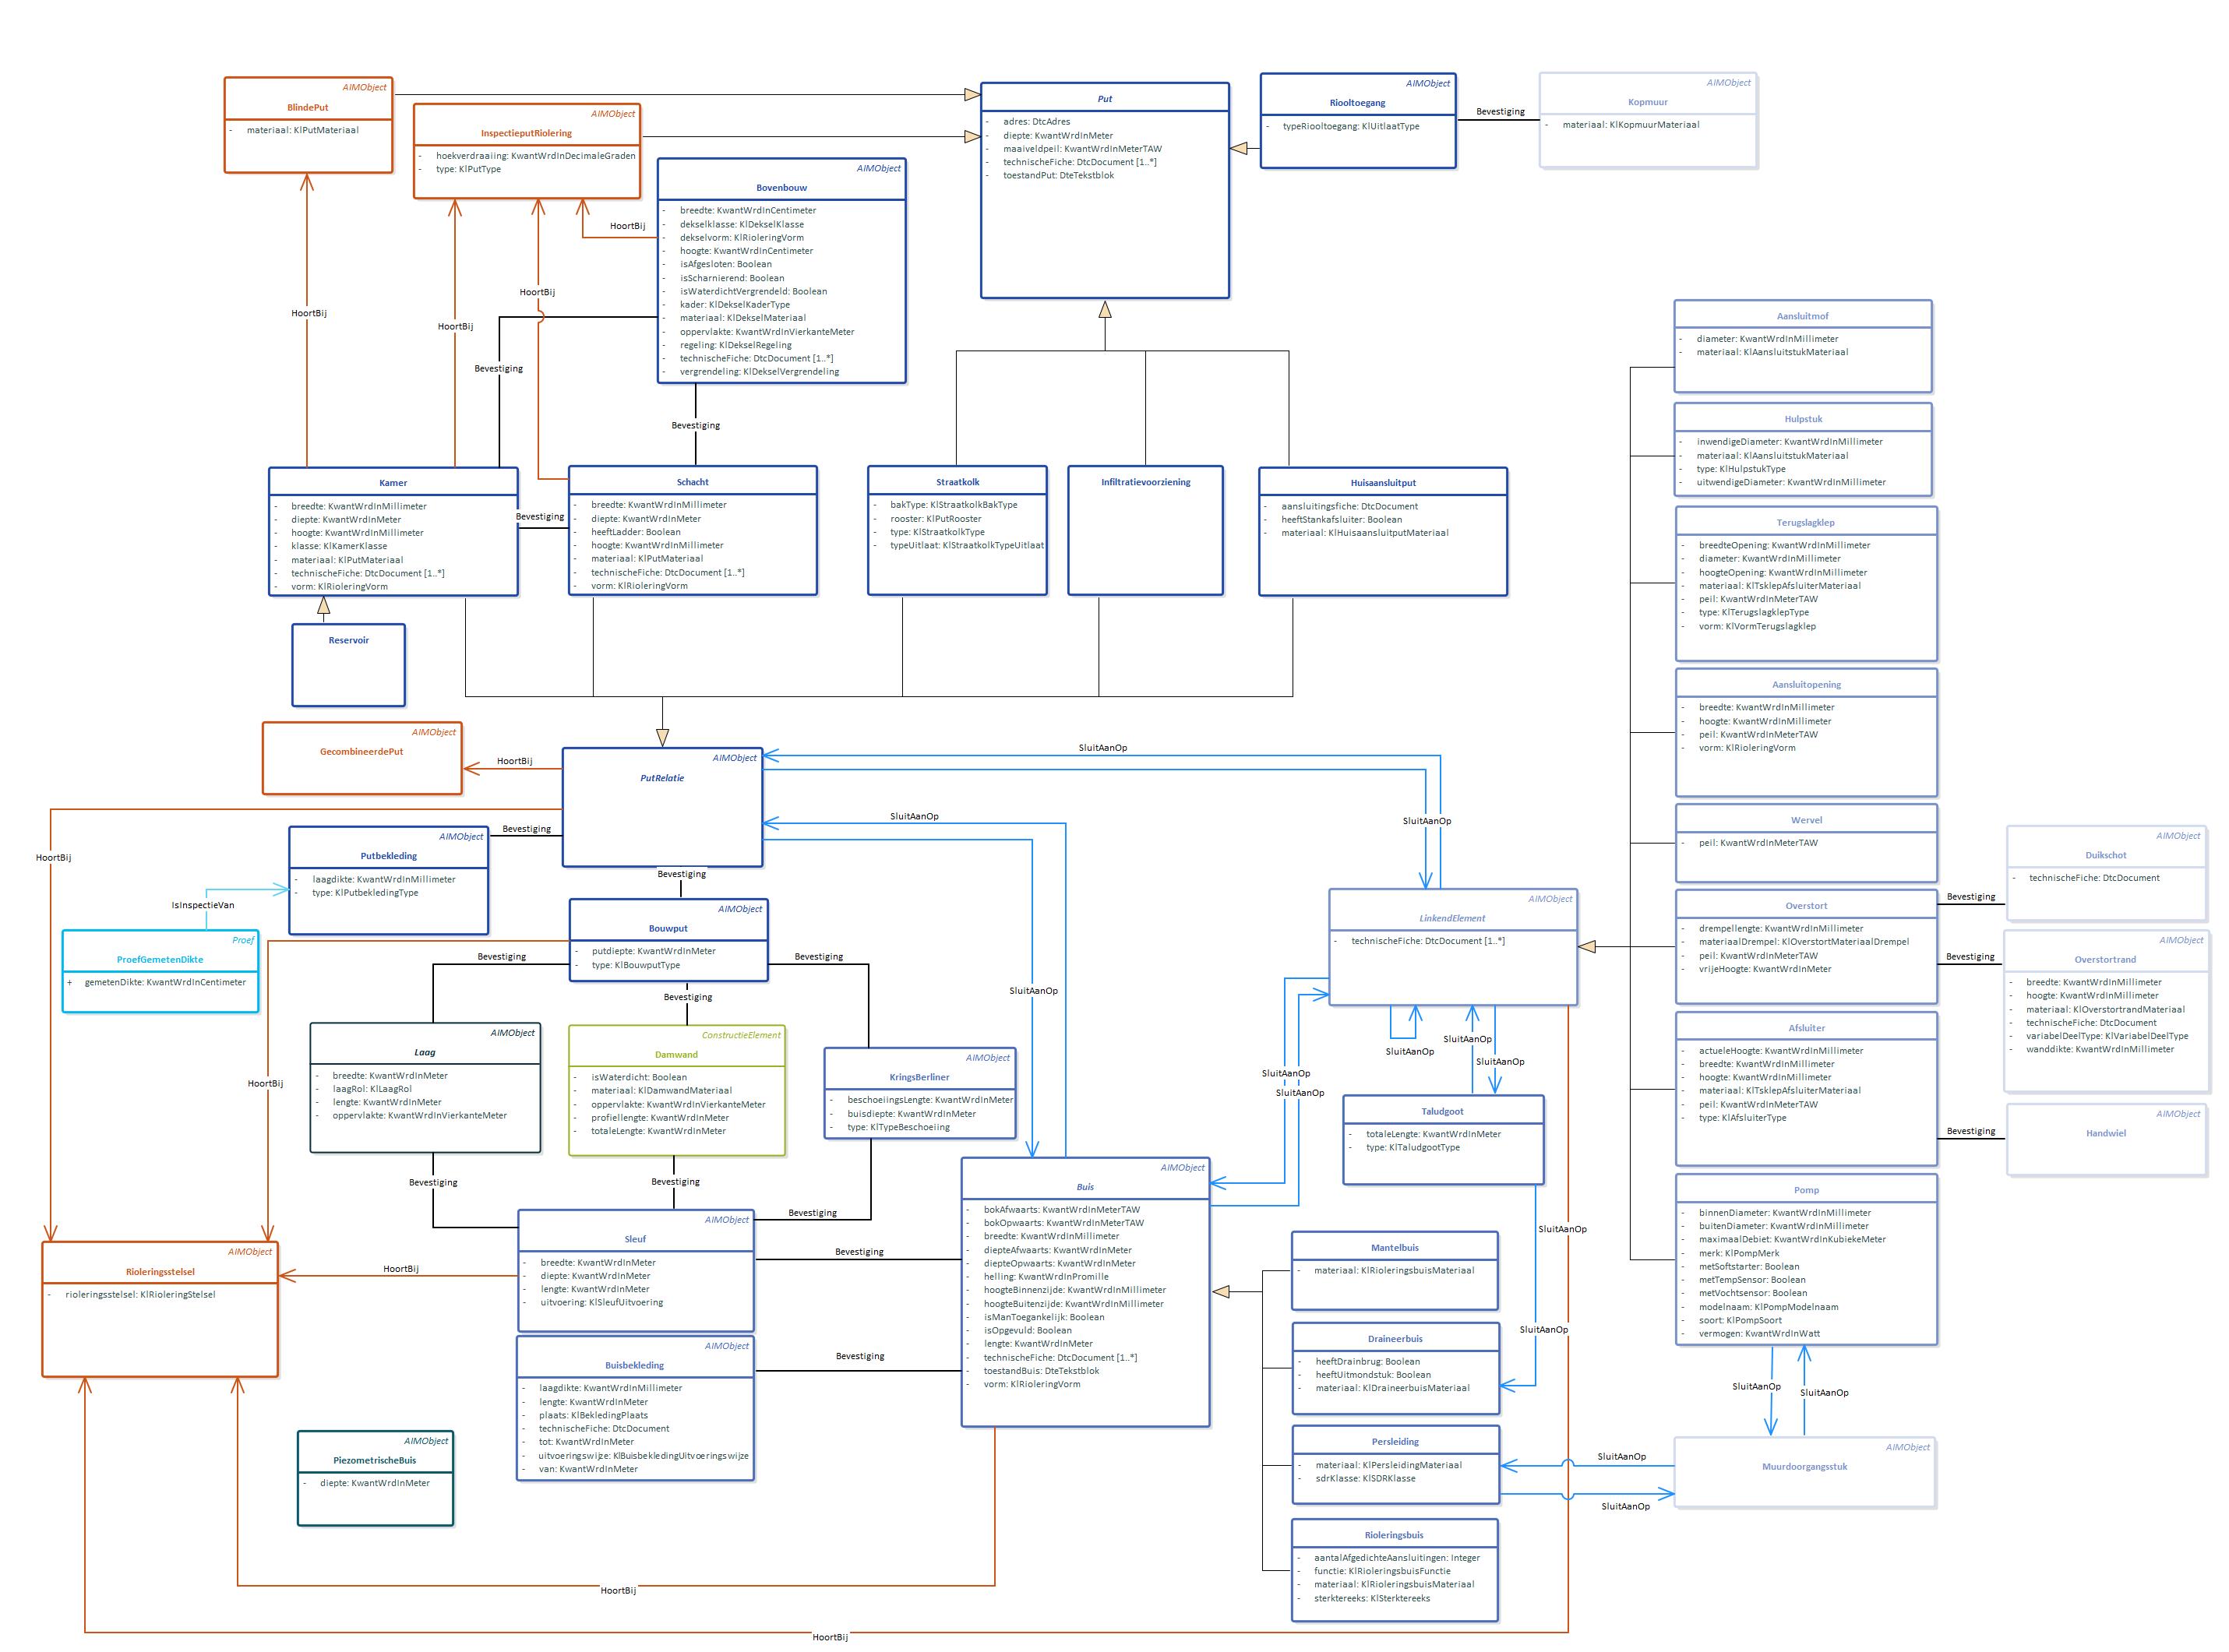 AIMObject
BlindePut
- materiaal: KlPutMateriaal
AIMObject
InspectieputRiolering
- hoekverdraaiing: KwantWrdInDecimaleGraden
- type: KlPutType
Put
- adres: DtcAdres
- diepte: KwantWrdInMeter
- maaiveldpeil: KwantWrdInMeterTAW
- technischeFiche: DtcDocument [1..*]
- toestandPut: DteTekstblok
AIMObject
Riooltoegang
- typeRiooltoegang: KlUitlaatType
Bevestiging
AIMObject
Kopmuur
- materiaal: KlKopmuurMateriaal
AIMObject
Bovenbouw
- breedte: KwantWrdInCentimeter
- dekselklasse: KlDekselKlasse
- dekselvorm: KlRioleringVorm
- hoogte: KwantWrdInCentimeter
- isAfgesloten: Boolean
- isScharnierend: Boolean
- isWaterdichtVergrendeld: Boolean
- kader: KlDekselKaderType
- materiaal: KlDekselMateriaal
- oppervlakte: KwantWrdInVierkanteMeter
- regeling: KlDekselRegeling
- technischeFiche: DtcDocument [1..*]
- vergrendeling: KlDekselVergrendeling
HoortBij
HoortBij
HoortBij
HoortBij
Bevestiging
Bevestiging
Kamer
- breedte: KwantWrdInMillimeter
- diepte: KwantWrdInMeter
- hoogte: KwantWrdInMillimeter
- klasse: KlKamerKlasse
- materiaal: KlPutMateriaal
- technischeFiche: DtcDocument [1..*]
- vorm: KlRioleringVorm
Bevestiging
Schacht
- breedte: KwantWrdInMillimeter
- diepte: KwantWrdInMeter
- heeftLadder: Boolean
- hoogte: KwantWrdInMillimeter
- materiaal: KlPutMateriaal
- technischeFiche: DtcDocument [1..*]
- vorm: KlRioleringVorm
Straatkolk
- bakType: KlStraatkolkBakType
- rooster: KlPutRooster
- type: KlStraatkolkType
- typeUitlaat: KlStraatkolkTypeUitlaat
Infiltratievoorziening
Huisaansluitput
- aansluitingsfiche: DtcDocument
- heeftStankafsluiter: Boolean
- materiaal: KlHuisaansluitputMateriaal
Reservoir
Aansluitmof
- diameter: KwantWrdInMillimeter
- materiaal: KlAansluitstukMateriaal
Hulpstuk
- inwendigeDiameter: KwantWrdInMillimeter
- materiaal: KlAansluitstukMateriaal
- type: KlHulpstukType
- uitwendigeDiameter: KwantWrdInMillimeter
Terugslagklep
- breedteOpening: KwantWrdInMillimeter
- diameter: KwantWrdInMillimeter
- hoogteOpening: KwantWrdInMillimeter
- materiaal: KlTsklepAfsluiterMateriaal
- peil: KwantWrdInMeterTAW
- type: KlTerugslagklepType
- vorm: KlVormTerugslagklep
Aansluitopening
- breedte: KwantWrdInMillimeter
- hoogte: KwantWrdInMillimeter
- peil: KwantWrdInMeterTAW
- vorm: KlRioleringVorm
Wervel
- peil: KwantWrdInMeterTAW
Overstort
- drempellengte: KwantWrdInMillimeter
- materiaalDrempel: KlOverstortMateriaalDrempel
- peil: KwantWrdInMeterTAW
- vrijeHoogte: KwantWrdInMeter
Bevestiging
Bevestiging
AIMObject
Duikschot
- technischeFiche: DtcDocument
AIMObject
Overstortrand
- breedte: KwantWrdInMillimeter
- hoogte: KwantWrdInMillimeter
- materiaal: KlOverstortrandMateriaal
- technischeFiche: DtcDocument
- variabelDeelType: KlVariabelDeelType
- wanddikte: KwantWrdInMillimeter
Afsluiter
- actueleHoogte: KwantWrdInMillimeter
- breedte: KwantWrdInMillimeter
- hoogte: KwantWrdInMillimeter
- materiaal: KlTsklepAfsluiterMateriaal
- peil: KwantWrdInMeterTAW
- type: KlAfsluiterType
Bevestiging
AIMObject
Handwiel
Pomp
- binnenDiameter: KwantWrdInMillimeter
- buitenDiameter: KwantWrdInMillimeter
- maximaalDebiet: KwantWrdInKubiekeMeter
- merk: KlPompMerk
- metSoftstarter: Boolean
- metTempSensor: Boolean
- metVochtsensor: Boolean
- modelnaam: KlPompModelnaam
- soort: KlPompSoort
- vermogen: KwantWrdInWatt
SluitAanOp
SluitAanOp
AIMObject
Muurdoorgangsstuk
AIMObject
GecombineerdePut
HoortBij
AIMObject
PutRelatie
SluitAanOp
SluitAanOp
SluitAanOp
SluitAanOp
HoortBij
Bevestiging
AIMObject
Putbekleding
- laagdikte: KwantWrdInMillimeter
- type: KlPutbekledingType
IsInspectieVan
Proef
ProefGemetenDikte
+ gemetenDikte: KwantWrdInCentimeter
Bevestiging
AIMObject
Bouwput
- putdiepte: KwantWrdInMeter
- type: KlBouwputType
Bevestiging
Bevestiging
Bevestiging
HoortBij
AIMObject
Laag
- breedte: KwantWrdInMeter
- laagRol: KlLaagRol
- lengte: KwantWrdInMeter
- oppervlakte: KwantWrdInVierkanteMeter
ConstructieElement
Damwand
- isWaterdicht: Boolean
- materiaal: KlDamwandMateriaal
- oppervlakte: KwantWrdInVierkanteMeter
- profiellengte: KwantWrdInMeter
- totaleLengte: KwantWrdInMeter
AIMObject
KringsBerliner
- beschoeiingsLengte: KwantWrdInMeter
- buisdiepte: KwantWrdInMeter
- type: KlTypeBeschoeiing
AIMObject
LinkendElement
- technischeFiche: DtcDocument [1..*]
SluitAanOp
SluitAanOp
SluitAanOp
SluitAanOp
SluitAanOp
Taludgoot
- totaleLengte: KwantWrdInMeter
- type: KlTaludgootType
SluitAanOp
SluitAanOp
Bevestiging
Bevestiging
Bevestiging
AIMObject
Sleuf
- breedte: KwantWrdInMeter
- diepte: KwantWrdInMeter
- lengte: KwantWrdInMeter
- uitvoering: KlSleufUitvoering
Bevestiging
AIMObject
Buis
- bokAfwaarts: KwantWrdInMeterTAW
- bokOpwaarts: KwantWrdInMeterTAW
- breedte: KwantWrdInMillimeter
- diepteAfwaarts: KwantWrdInMeter
- diepteOpwaarts: KwantWrdInMeter
- helling: KwantWrdInPromille
- hoogteBinnenzijde: KwantWrdInMillimeter
- hoogteBuitenzijde: KwantWrdInMillimeter
- isManToegankelijk: Boolean
- isOpgevuld: Boolean
- lengte: KwantWrdInMeter
- technischeFiche: DtcDocument [1..*]
- toestandBuis: DteTekstblok
- vorm: KlRioleringVorm
AIMObject
Rioleringsstelsel
- rioleringsstelsel: KlRioleringStelsel
HoortBij
AIMObject
Buisbekleding
- laagdikte: KwantWrdInMillimeter
- lengte: KwantWrdInMeter
- plaats: KlBekledingPlaats
- technischeFiche: DtcDocument
- tot: KwantWrdInMeter
- uitvoeringswijze: KlBuisbekledingUitvoeringswijze
- van: KwantWrdInMeter
Bevestiging
AIMObject
PiezometrischeBuis
- diepte: KwantWrdInMeter
Mantelbuis
- materiaal: KlRioleringsbuisMateriaal
Draineerbuis
- heeftDrainbrug: Boolean
- heeftUitmondstuk: Boolean
- materiaal: KlDraineerbuisMateriaal
Persleiding
- materiaal: KlPersleidingMateriaal
- sdrKlasse: KlSDRKlasse
SluitAanOp
SluitAanOp
Rioleringsbuis
- aantalAfgedichteAansluitingen: Integer
- functie: KlRioleringsbuisFunctie
- materiaal: KlRioleringsbuisMateriaal
- sterktereeks: KlSterktereeks
HoortBij
HoortBij